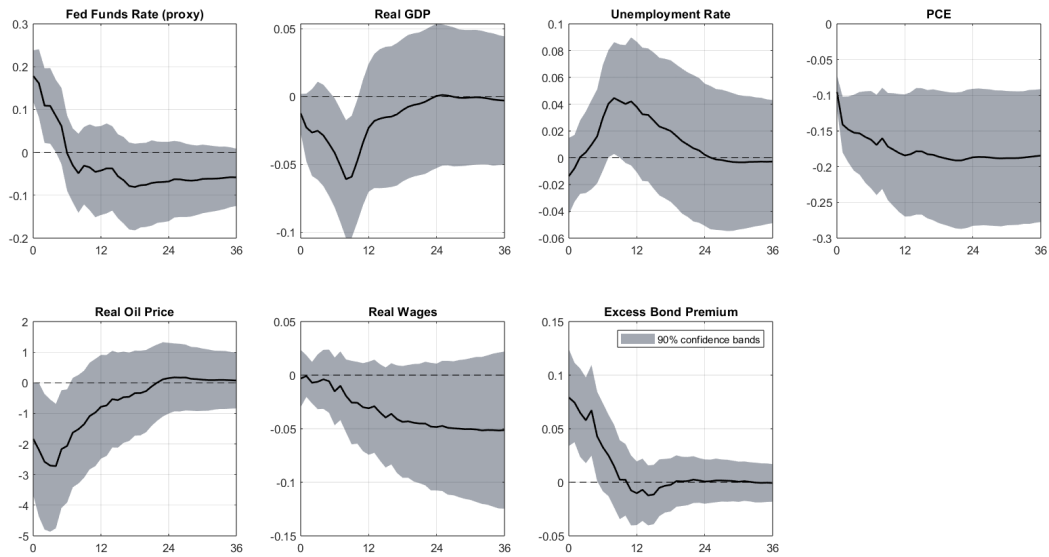 Fed Funds Rate (proxy)
0.3
0.2
0.1
0
-0.1
-0.2
0 12 24 36
Real GDP
0.05
0
-0.05
-0.1
0 12 24 36
Unemployment Rate
0.1
0.08
0.06
0.04
0.02
0
-0.02
-0.04
-0.06
0 12 24 36
PCE
0
-0.05
-0.1
-0.15
-0.2
-0.25
-0.3
0 12 24 36
Real Oil Price
2
1
0
-1
-2
-3
-4
-5
0 12 24 36
Real Wages
0.05
0
-0.05
-0.1
-0.15
0 12 24 36
Excess Bond Premium
90% confidence bands
0.15
0.1
0.05
0
-0.05
0 12 24 36